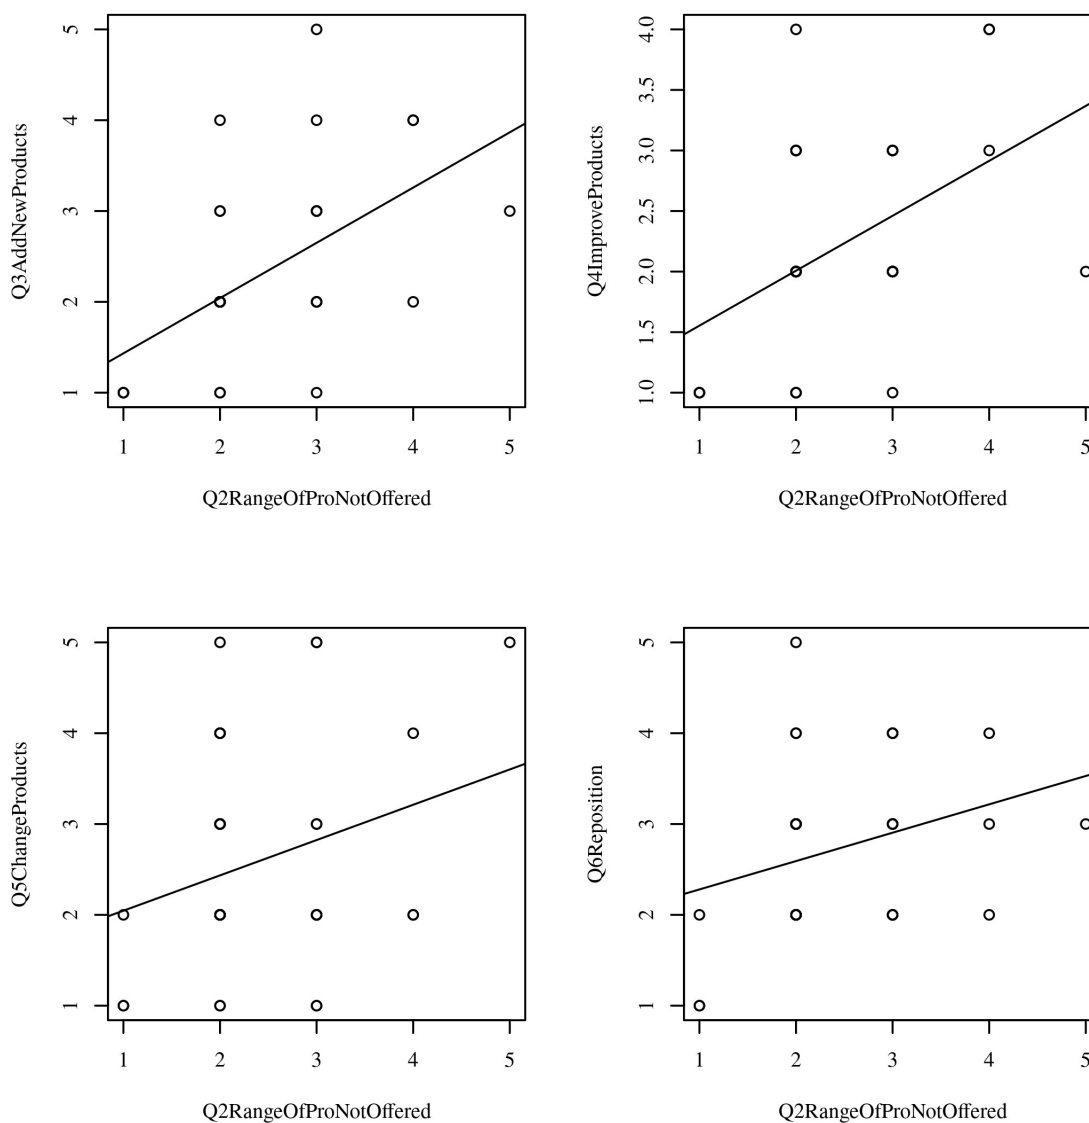 Q3AddNewProducts
5
4
3
2
1
1 2 3 4 5
Q2RangeOfProNotOffered
Q4ImproveProducts
4.0
3.5
3.0
2.5
2.0
1.5
1.0
1 2 3 4 5
Q2RangeOfProNotOffered
Q5ChangeProducts
5
4
3
2
1
1 2 3 4 5
Q2RangeOfProNotOffered
Q6Reposition
5
4
3
2
1
1 2 3 4 5
Q2RangeOfProNotOffered